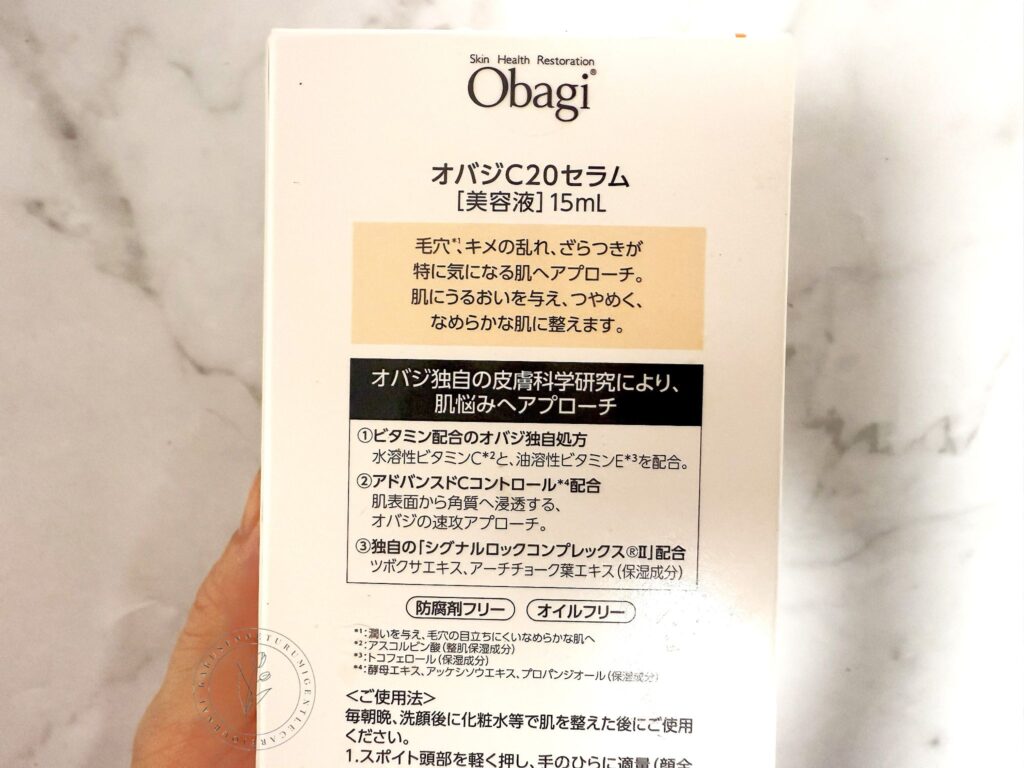 Skin Health Restoration
Obagi®
オバジC20セラム
[美容液] 15mL
毛穴*1、キメの乱れ、ざらつきが
特に気になる肌へアプローチ。
肌にうるおいを与え、つやめく、
なめらかな肌に整えます。
オバジ独自の皮膚科学研究により、
肌悩みへアプローチ
①ビタミン配合のオバジ独自処方
水溶性ビタミンC*2と、油溶性ビタミンE*3を配合。
②アドバンスドCコントロール*4配合
肌表面から角質へ浸透する、
オバジの速攻アプローチ。
③独自の「シグナルロックコンプレックス®Ⅱ」配合
ツボクサエキス、アーチチョーク葉エキス(保湿成分)
防腐剤フリー オイルフリー
*1:潤いを与え、毛穴の目立ちにくいなめらかな肌へ
*2:アスコルビン酸(整肌保湿成分)
*3:トコフェロール(保湿成分)
*4:酵母エキス、アッケシソウエキス、プロパンジオール(保湿成分)
<ご使用法>
毎朝晩、洗顔後に化粧水等で肌を整えた後にご使用
ください。
1.スポイト頭部を軽く押し、手のひらに適量(顔全